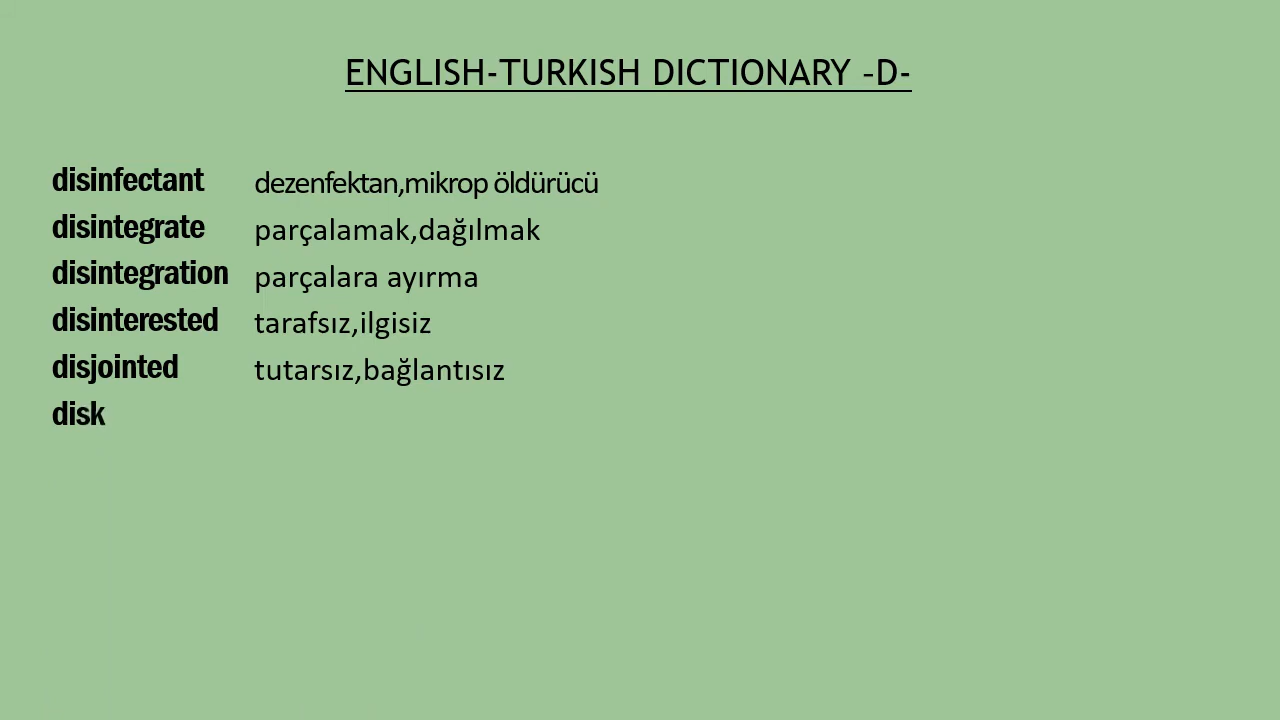 ENGLISH-TURKISH DICTIONARY –D-
disinfectant dezenfektan,mikrop öldürücü
disintegrate parçalamak,dağılmak
disintegration parçalara ayırma
disinterested tarafsız,ilgisiz
disjointed tutarsız,bağlantısız
disk